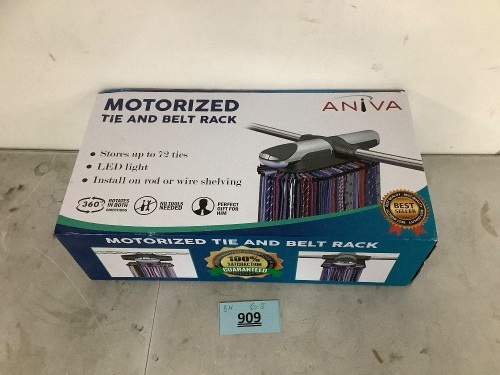 MOTORIZED
TIE AND BELT RACK
ANIVA
• Stores up to 72 ties
• LED light
• Install on rod or wire shelving
360°
ROTATES
IN BOTH
DIRECTIONS
NO TOOLS
NEEDED
PERFECT
GIFT FOR
HIM
BEST
SELLER
MOTORIZED TIE AND BELT RACK
100%
SATISFACTION
GUARANTEED
909